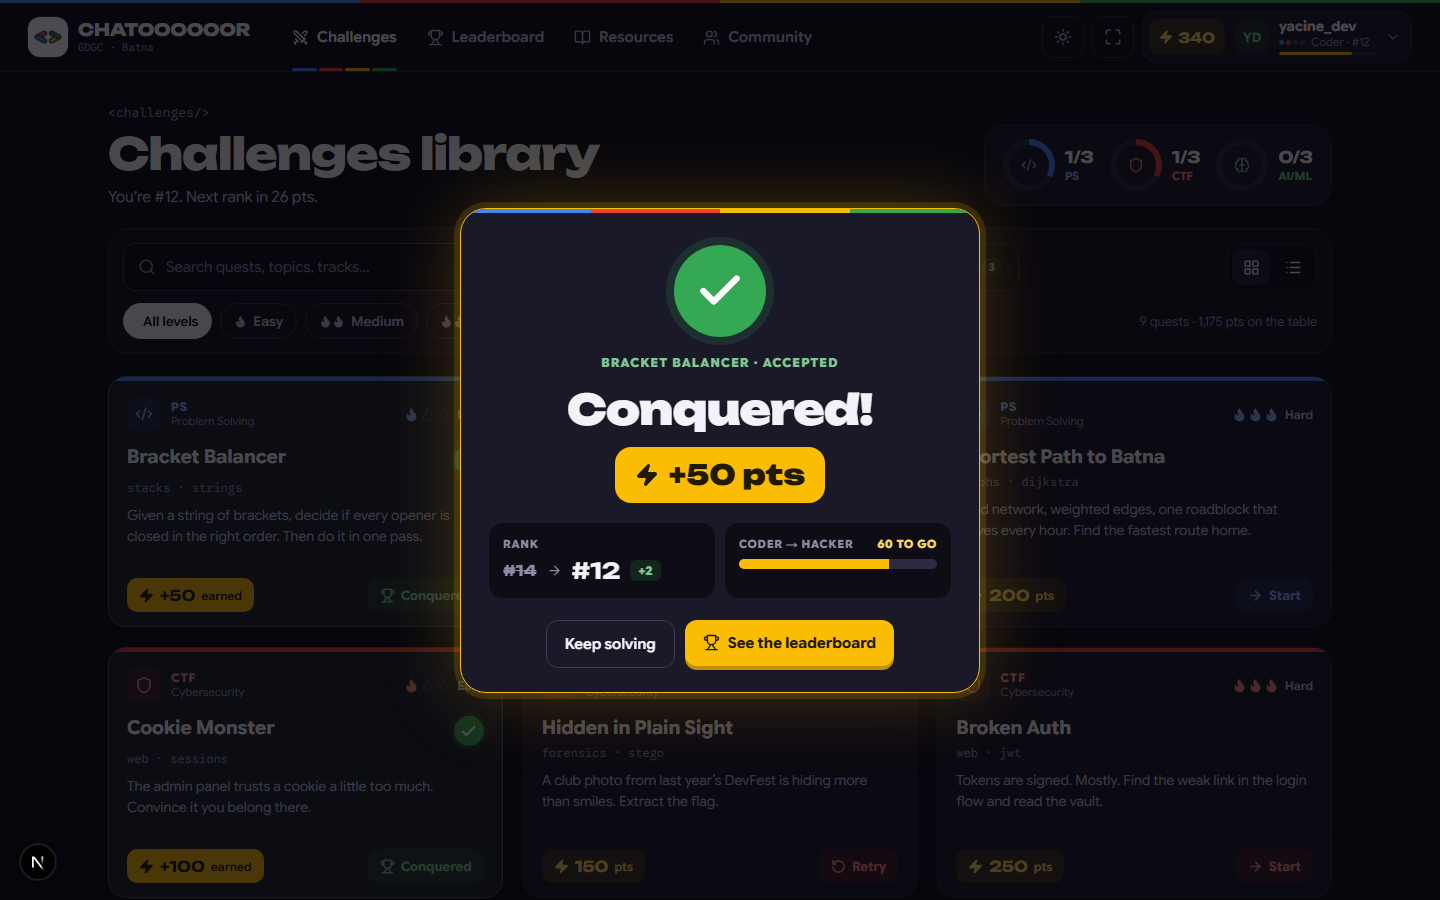 CHATOOOOOOR
GDGC · Batna
Challenges
Leaderboard
Resources
Community
340
YD
yacine_dev
Coder · #12
<challenges/>
Challenges library
You're #12. Next rank in 26 pts.
1/3
PS
1/3
CTF
0/3
AI/ML
Search quests, topics, tracks...
3
All levels
Easy
Medium
9 quests · 1,175 pts on the table
BRACKET BALANCER · ACCEPTED
Conquered!
+50 pts
RANK
#14 → #12 +2
CODER → HACKER 60 TO GO
Keep solving
See the leaderboard
PS
Problem Solving
Bracket Balancer
stacks · strings
Given a string of brackets, decide if every opener is
closed in the right order. Then do it in one pass.
+50 earned
PS
Problem Solving
Hard
Path to Batna
dijkstra
network, weighted edges, one roadblock that
every hour. Find the fastest route home.
200 pts
Start
CTF
Cybersecurity
Cookie Monster
web · sessions
The admin panel trusts a cookie a little too much.
Convince it you belong there.
+100 earned
Conquered
Cybersecurity
Hidden in Plain Sight
forensics · stego
A club photo from last year's DevFest is hiding more
than smiles. Extract the flag.
150 pts
Retry
CTF
Cybersecurity
Hard
Broken Auth
web · jwt
Tokens are signed. Mostly. Find the weak link in the login
flow and read the vault.
250 pts
Start
N